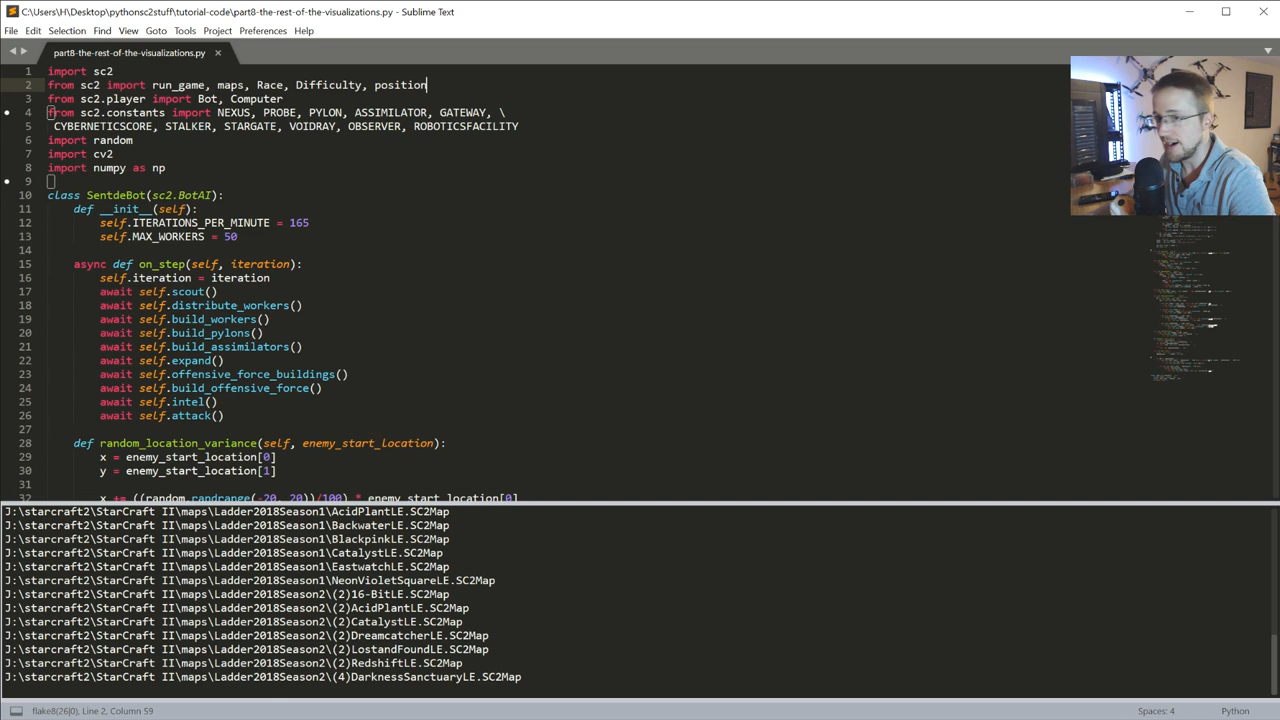 C:\Users\H\Desktop\pythonsc2stuff\tutorial-code\part8-the-rest-of-the-visualizations.py - Sublime Text
File Edit Selection Find View Goto Tools Project Preferences Help
part8-the-rest-of-the-visualizations.py
1 import sc2
2 from sc2 import run_game, maps, Race, Difficulty, position
3 from sc2.player import Bot, Computer
4 from sc2.constants import NEXUS, PROBE, PYLON, ASSIMILATOR, GATEWAY, \
5 CYBERNETICSCORE, STALKER, STARGATE, VOIDRAY, OBSERVER, ROBOTICSFACILITY
6 import random
7 import cv2
8 import numpy as np
9
10 class SentdeBot(sc2.BotAI):
11 def __init__(self):
12 self.ITERATIONS_PER_MINUTE = 165
13 self.MAX_WORKERS = 50
14
15 async def on_step(self, iteration):
16 self.iteration = iteration
17 await self.scout()
18 await self.distribute_workers()
19 await self.build_workers()
20 await self.build_pylons()
21 await self.build_assimilators()
22 await self.expand()
23 await self.offensive_force_buildings()
24 await self.build_offensive_force()
25 await self.intel()
26 await self.attack()
27
28 def random_location_variance(self, enemy_start_location):
29 x = enemy_start_location[0]
30 y = enemy_start_location[1]
31
32 x += ((random.randrange(-20, 20))/100) * enemy_start_location[0]
J:\starcraft2\StarCraft II\maps\Ladder2018Season1\AcidPlantLE.SC2Map
J:\starcraft2\StarCraft II\maps\Ladder2018Season1\BackwaterLE.SC2Map
J:\starcraft2\StarCraft II\maps\Ladder2018Season1\BlackpinkLE.SC2Map
J:\starcraft2\StarCraft II\maps\Ladder2018Season1\CatalystLE.SC2Map
J:\starcraft2\StarCraft II\maps\Ladder2018Season1\EastwatchLE.SC2Map
J:\starcraft2\StarCraft II\maps\Ladder2018Season1\NeonVioletSquareLE.SC2Map
J:\starcraft2\StarCraft II\maps\Ladder2018Season2\(2)16-BitLE.SC2Map
J:\starcraft2\StarCraft II\maps\Ladder2018Season2\(2)AcidPlantLE.SC2Map
J:\starcraft2\StarCraft II\maps\Ladder2018Season2\(2)CatalystLE.SC2Map
J:\starcraft2\StarCraft II\maps\Ladder2018Season2\(2)DreamcatcherLE.SC2Map
J:\starcraft2\StarCraft II\maps\Ladder2018Season2\(2)LostandFoundLE.SC2Map
J:\starcraft2\StarCraft II\maps\Ladder2018Season2\(2)RedshiftLE.SC2Map
J:\starcraft2\StarCraft II\maps\Ladder2018Season2\(4)DarknessSanctuaryLE.SC2Map
flake8(26|0), Line 2, Column 59 Spaces: 4 Python